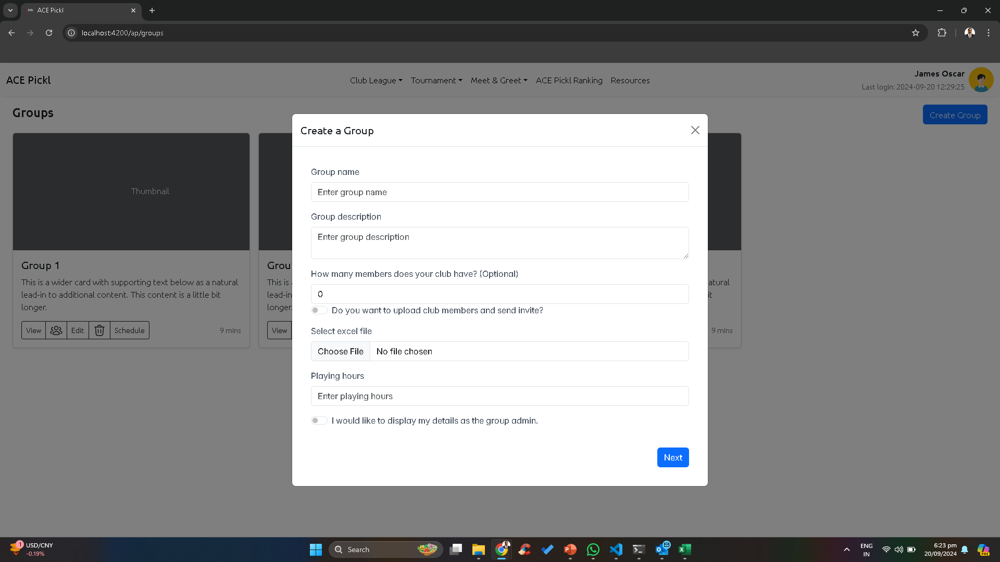 ACE Pickl
localhost:4200/ap/groups
ACE Pickl
Club League
Tournament
Meet & Greet
ACE Pickl Ranking
Resources
James Oscar
Last login: 2024-09-20 12:29:25
Groups
Create Group
Create a Group
Group name
Enter group name
Group description
Enter group description
How many members does your club have? (Optional)
0
Do you want to upload club members and send invite?
Select excel file
Choose File
No file chosen
Playing hours
Enter playing hours
I would like to display my details as the group admin.
Next
Thumbnail
Group 1
This is a wider card with supporting text below as a natural
lead-in to additional content. This content is a little bit
longer.
View
Edit
Schedule
9 mins
Grou
This is
lead-in
longer.
View
atural
it
9 mins
1
USD/CNY
-0.19%
Search
ENG
IN
6:23 pm
20/09/2024
PRE